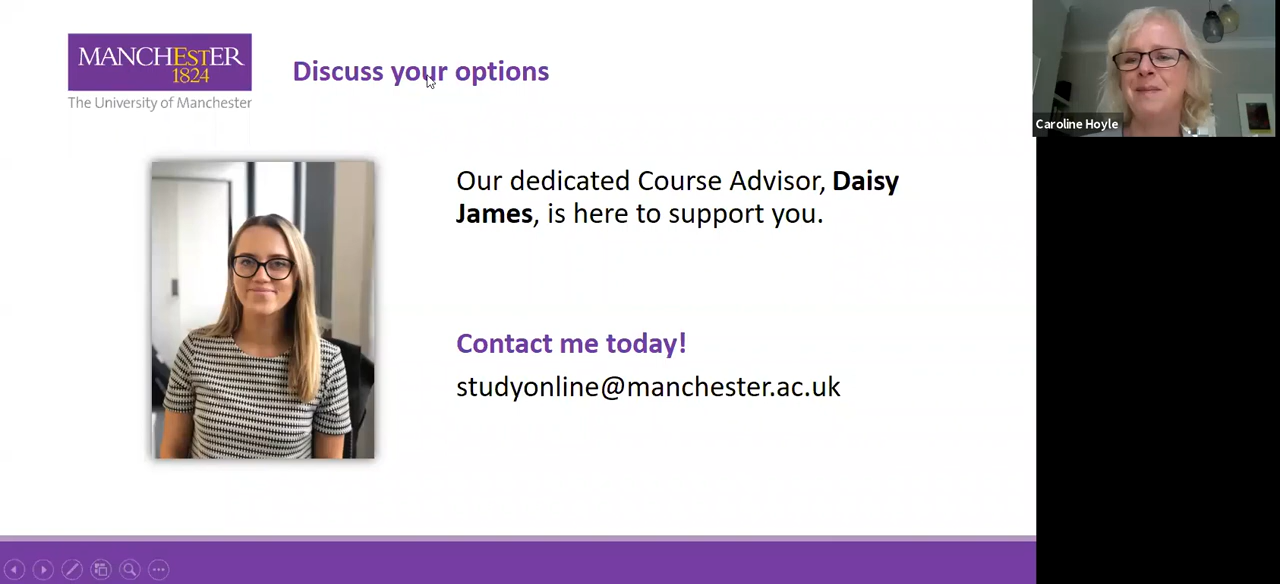 MANCHESTER
1824
The University of Manchester
Discuss your options
Caroline Hoyle
Our dedicated Course Advisor, Daisy
James, is here to support you.
Contact me today!
studyonline@manchester.ac.uk